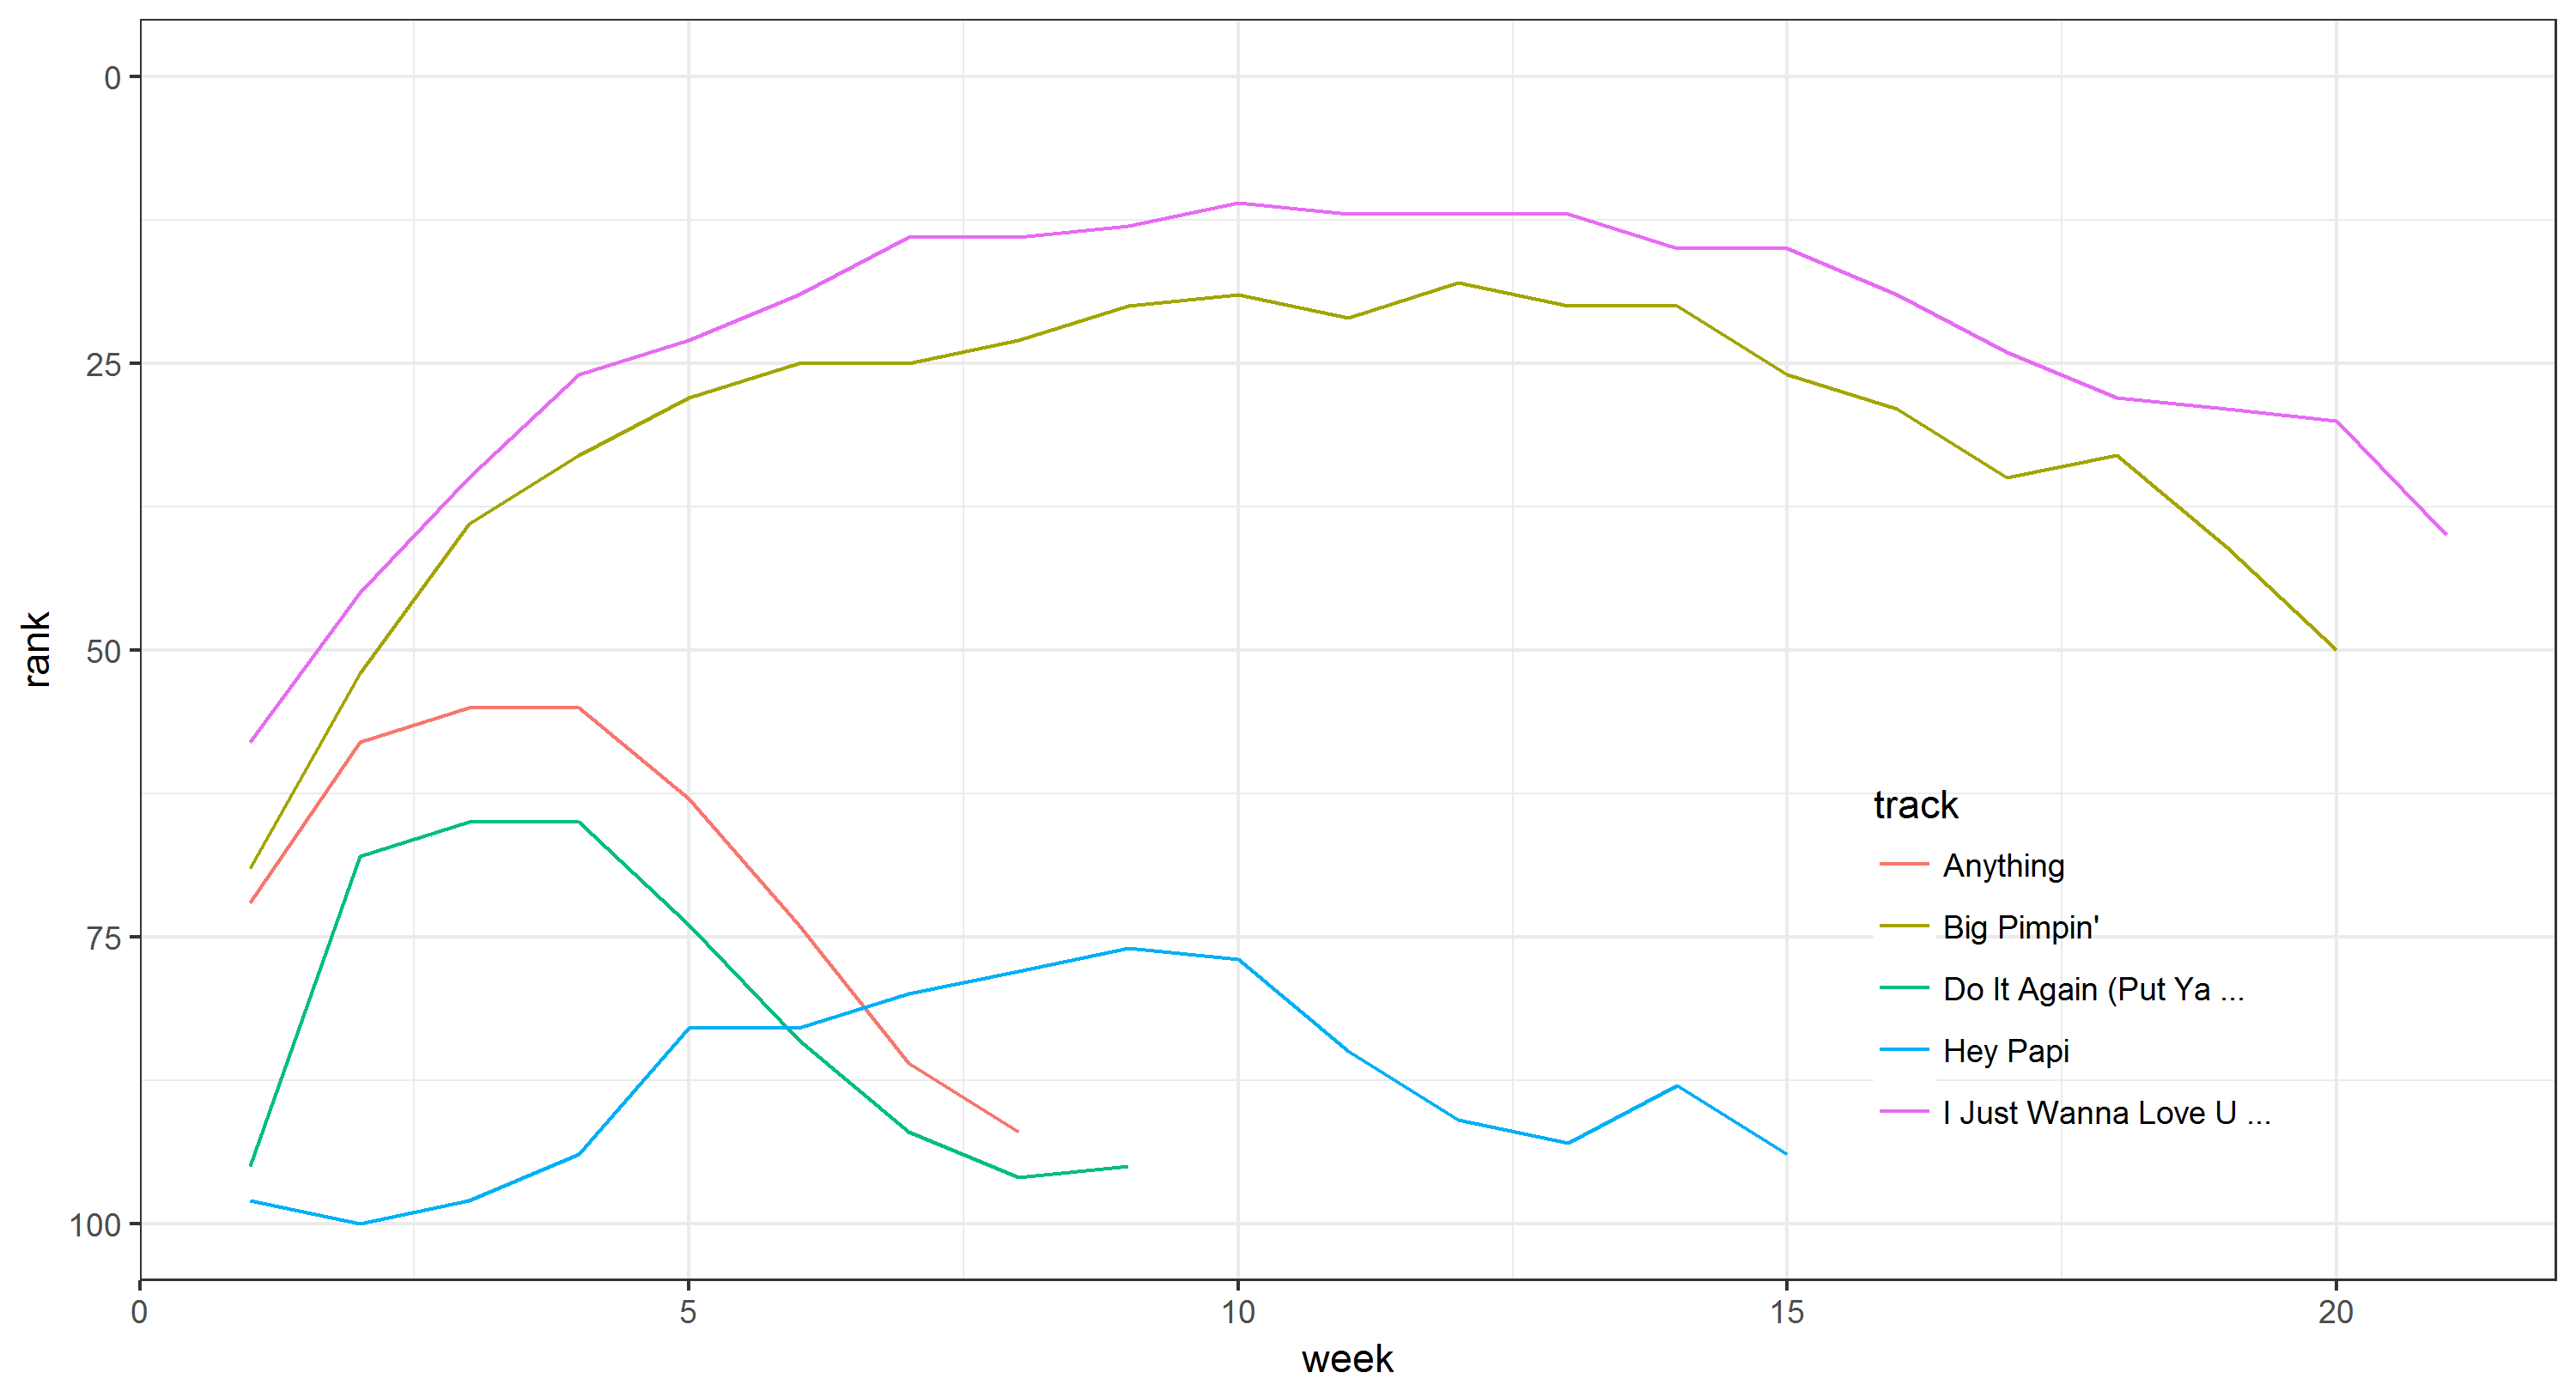 0
25
50
75
100
rank
0 5 10 15 20
week
track
Anything
Big Pimpin'
Do It Again (Put Ya ...
Hey Papi
I Just Wanna Love U ...